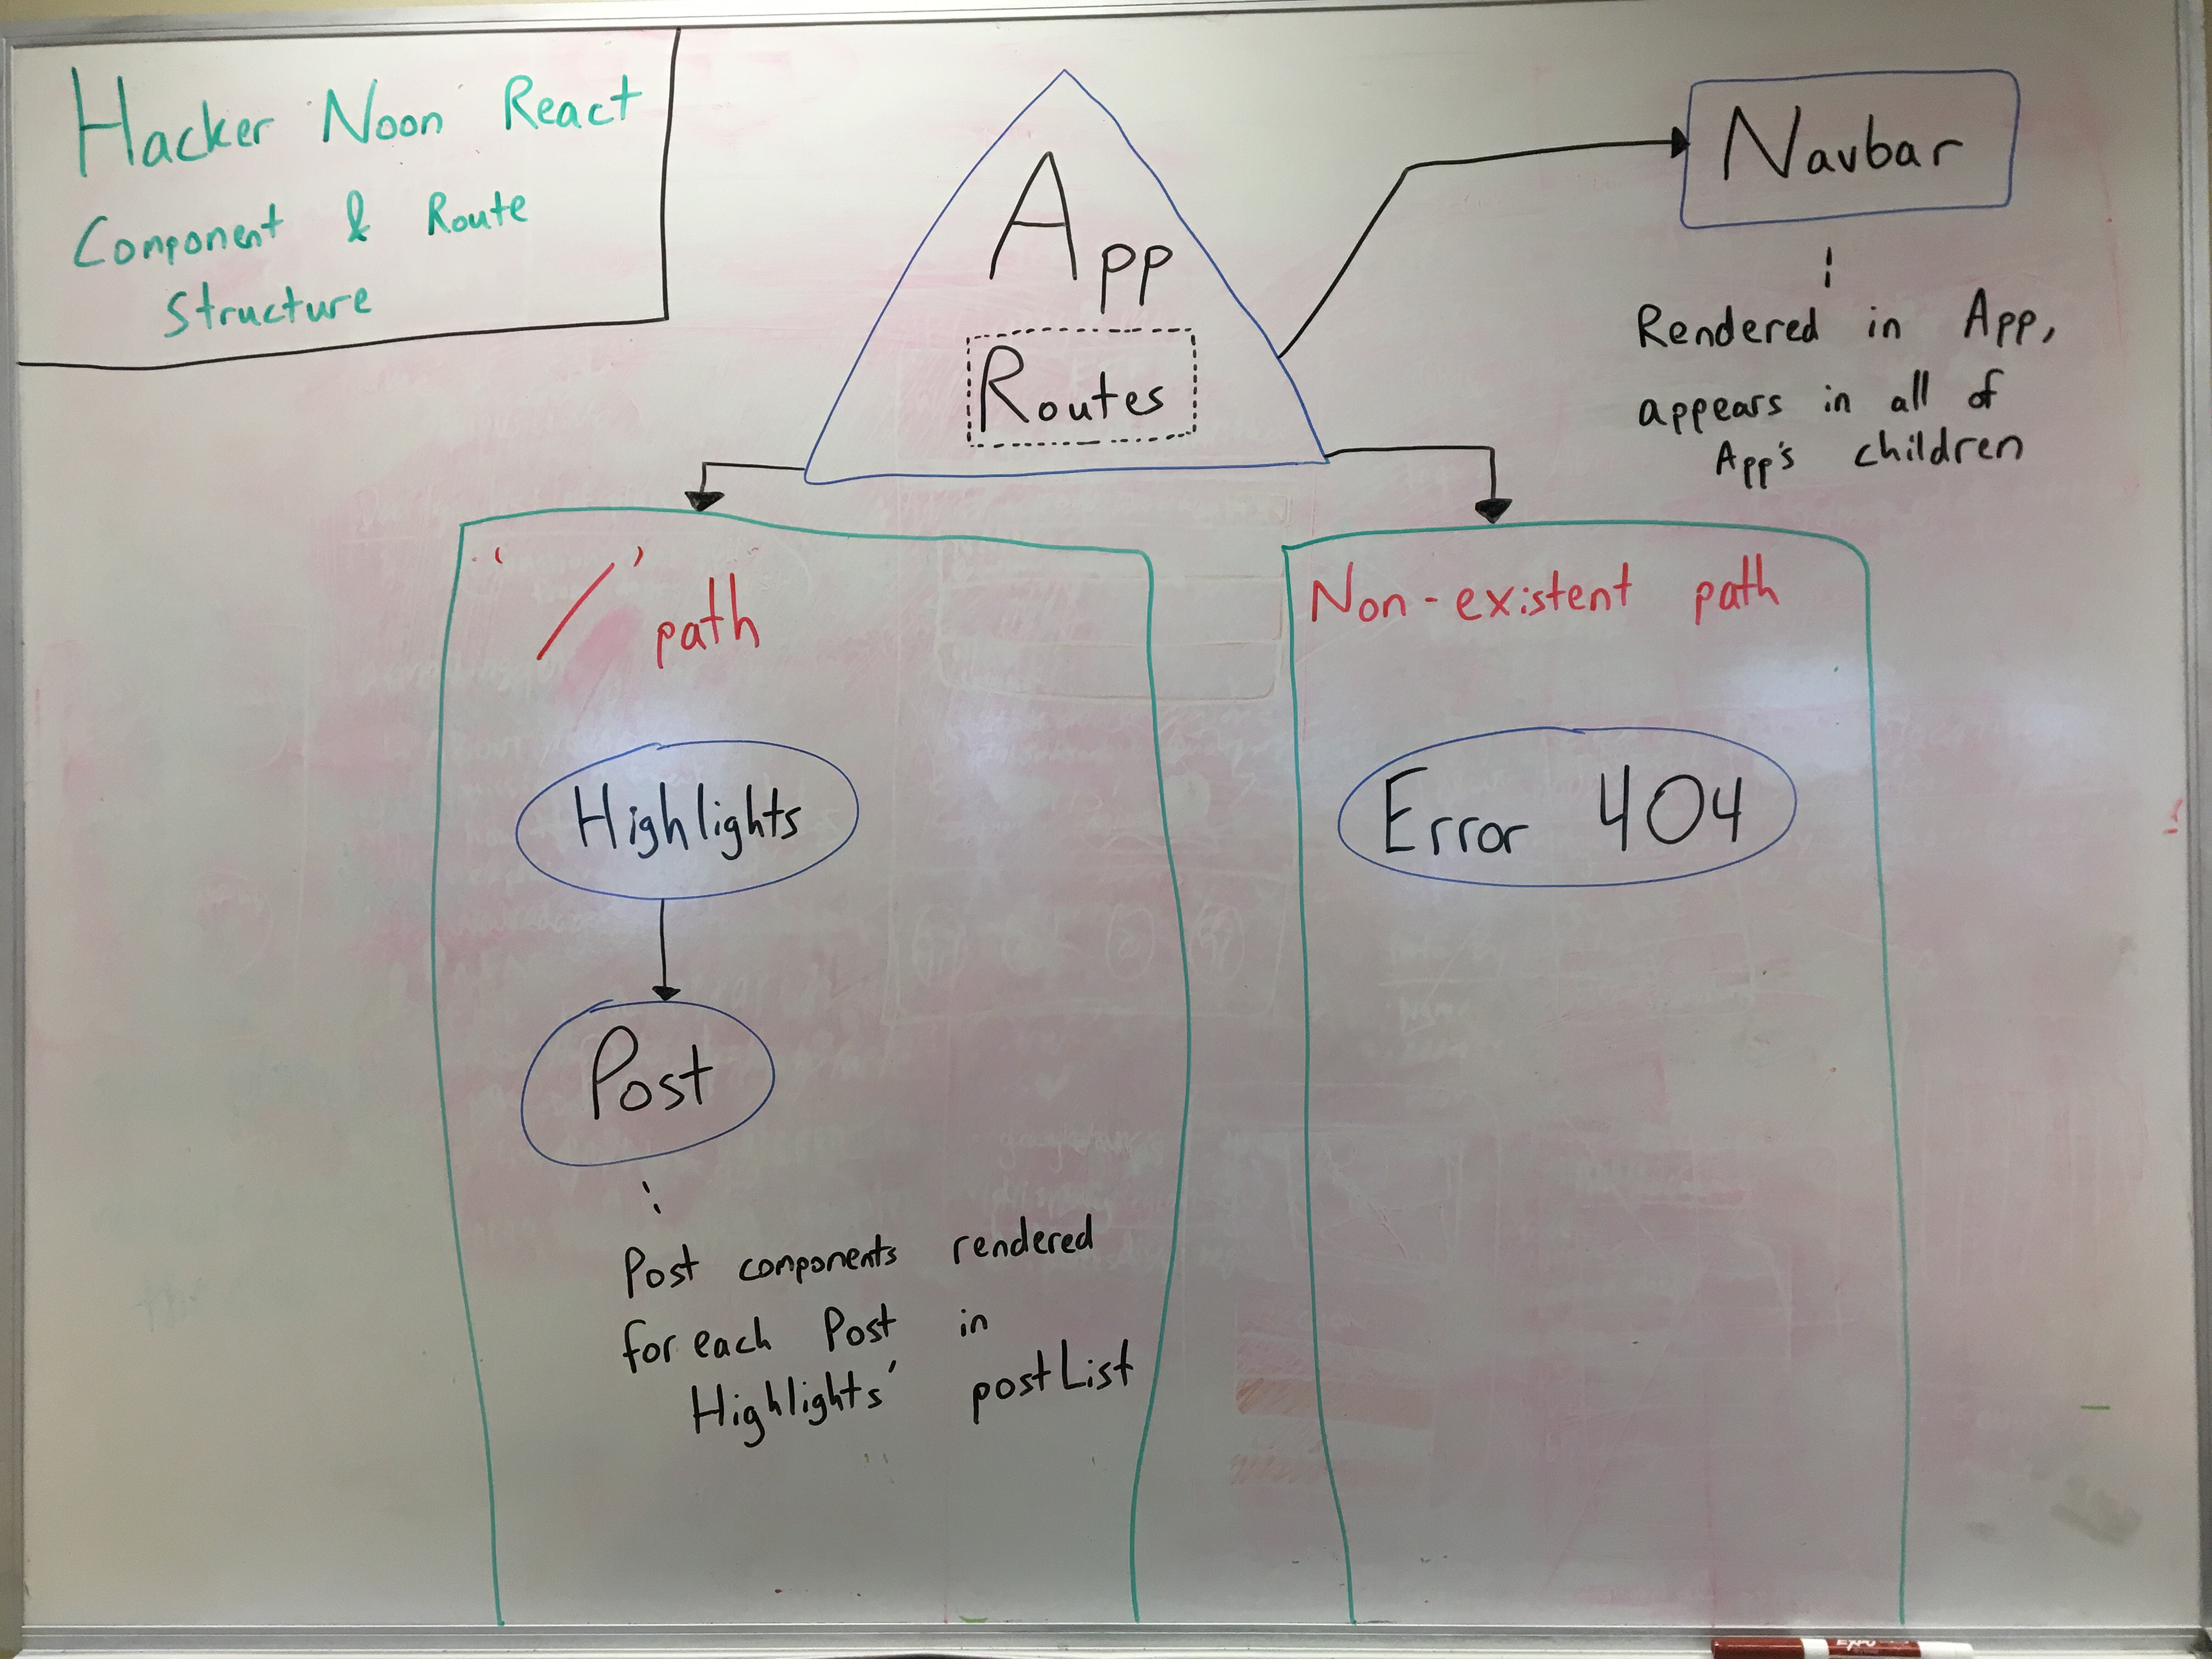 Hacker Noon React
Component & Route
Structure
App
Routes
Navbar
Rendered in App,
appears in all of
App's children
'/' path
Non-existent path
Highlights
Error 404
Post
Post components rendered
for each Post in
Highlights' postList
EXPO